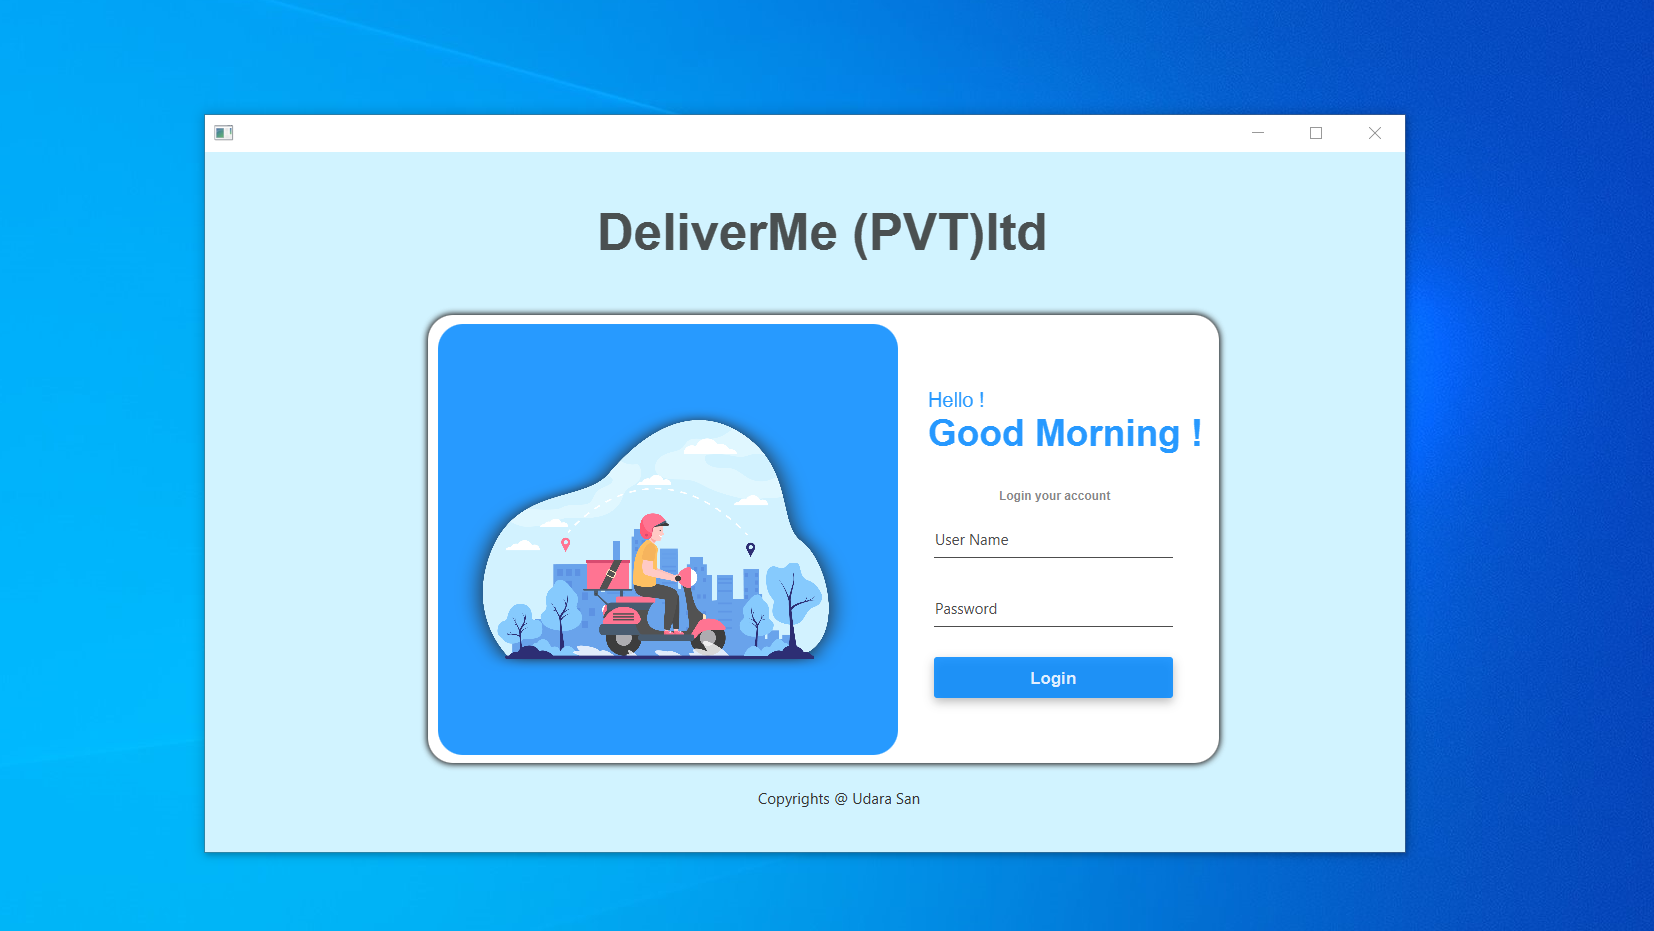 DeliverMe (PVT)ltd
Hello !
Good Morning !
Login your account
User Name
Password
Login
Copyrights @ Udara San